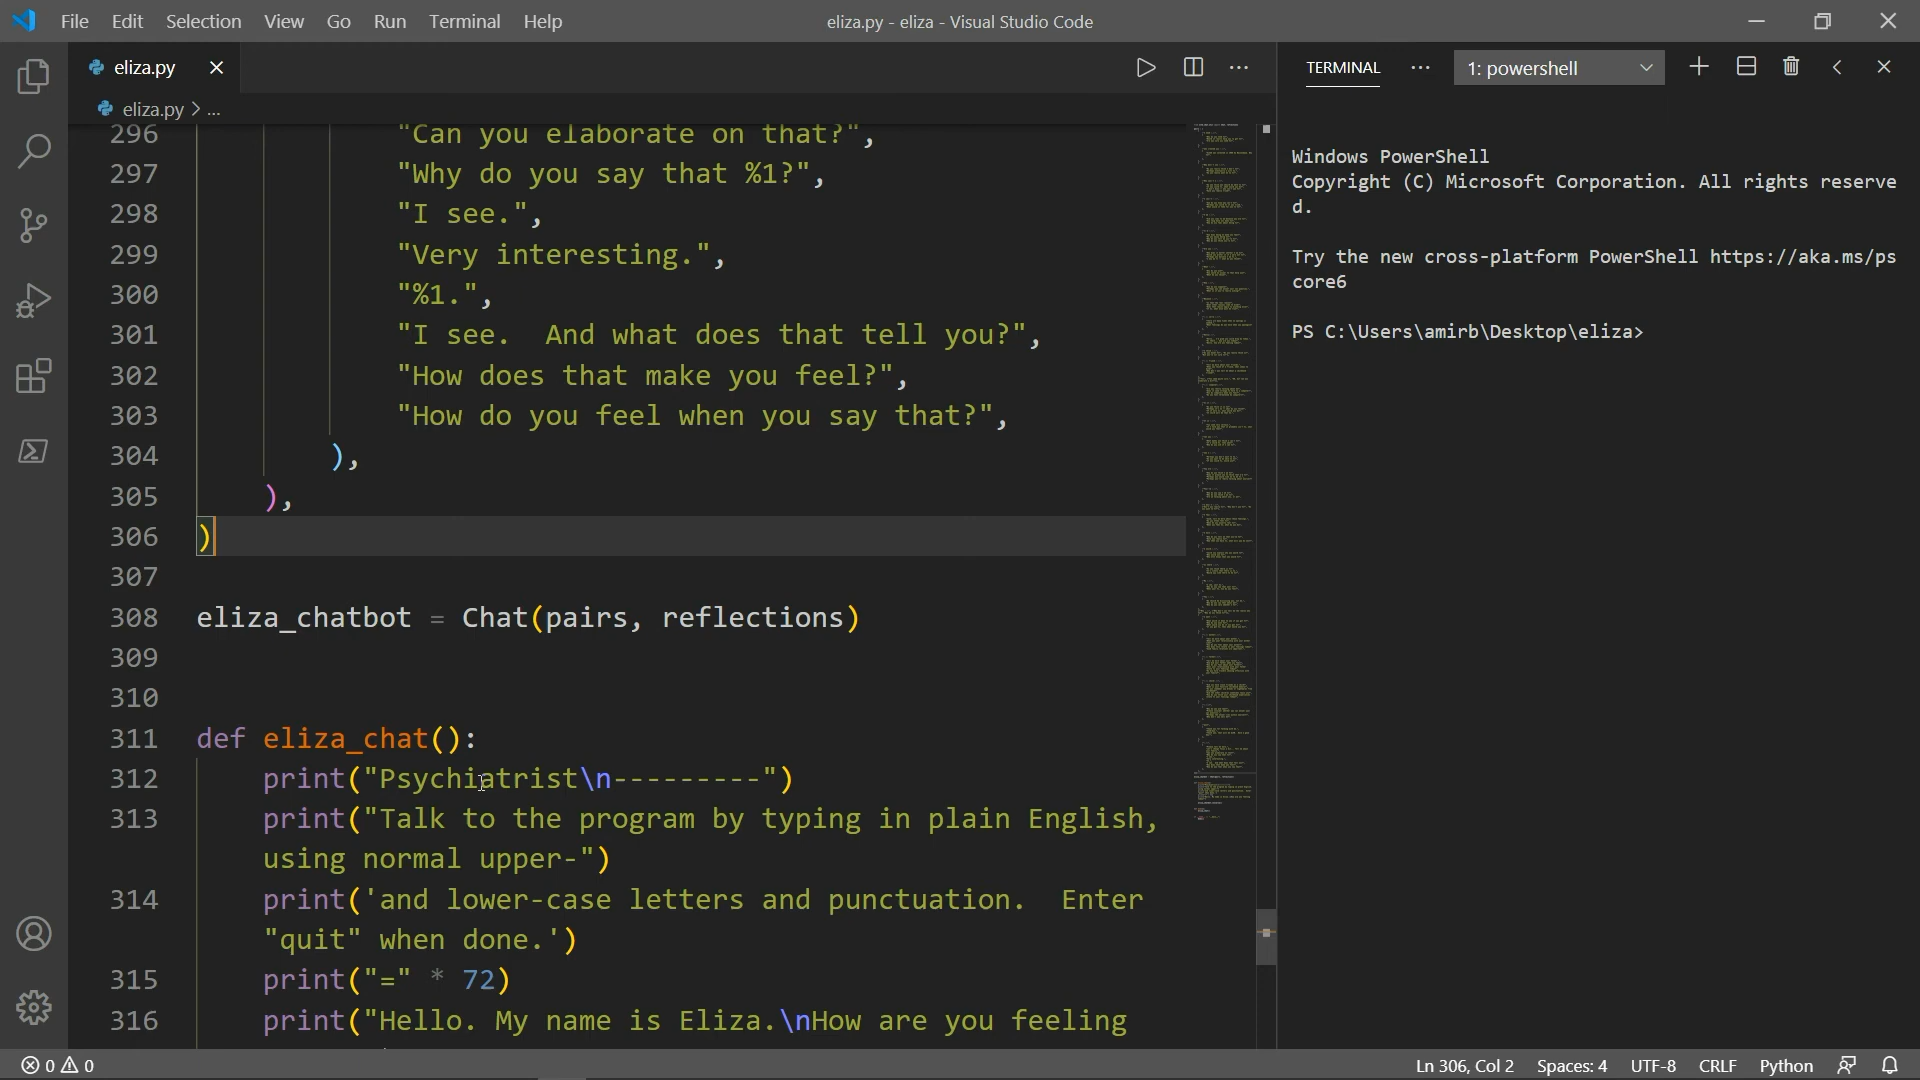 File Edit Selection View Go Run Terminal Help
eliza.py - eliza - Visual Studio Code
eliza.py
eliza.py > ...
296 "Can you elaborate on that?",
297 "Why do you say that %1?",
298 "I see.",
299 "Very interesting.",
300 "%1.",
301 "I see.  And what does that tell you?",
302 "How does that make you feel?",
303 "How do you feel when you say that?",
304 ),
305 ),
306 )
307
308 eliza_chatbot = Chat(pairs, reflections)
309
310
311 def eliza_chat():
312 print("Psychiatrist\n---------")
313 print("Talk to the program by typing in plain English,
using normal upper-")
314 print('and lower-case letters and punctuation.  Enter
"quit" when done.')
315 print("=" * 72)
316 print("Hello. My name is Eliza.\nHow are you feeling
TERMINAL ... 1: powershell
Windows PowerShell
Copyright (C) Microsoft Corporation. All rights reserve
d.
Try the new cross-platform PowerShell https://aka.ms/ps
core6
PS C:\Users\amirb\Desktop\eliza>
0 0
Ln 306, Col 2 Spaces: 4 UTF-8 CRLF Python